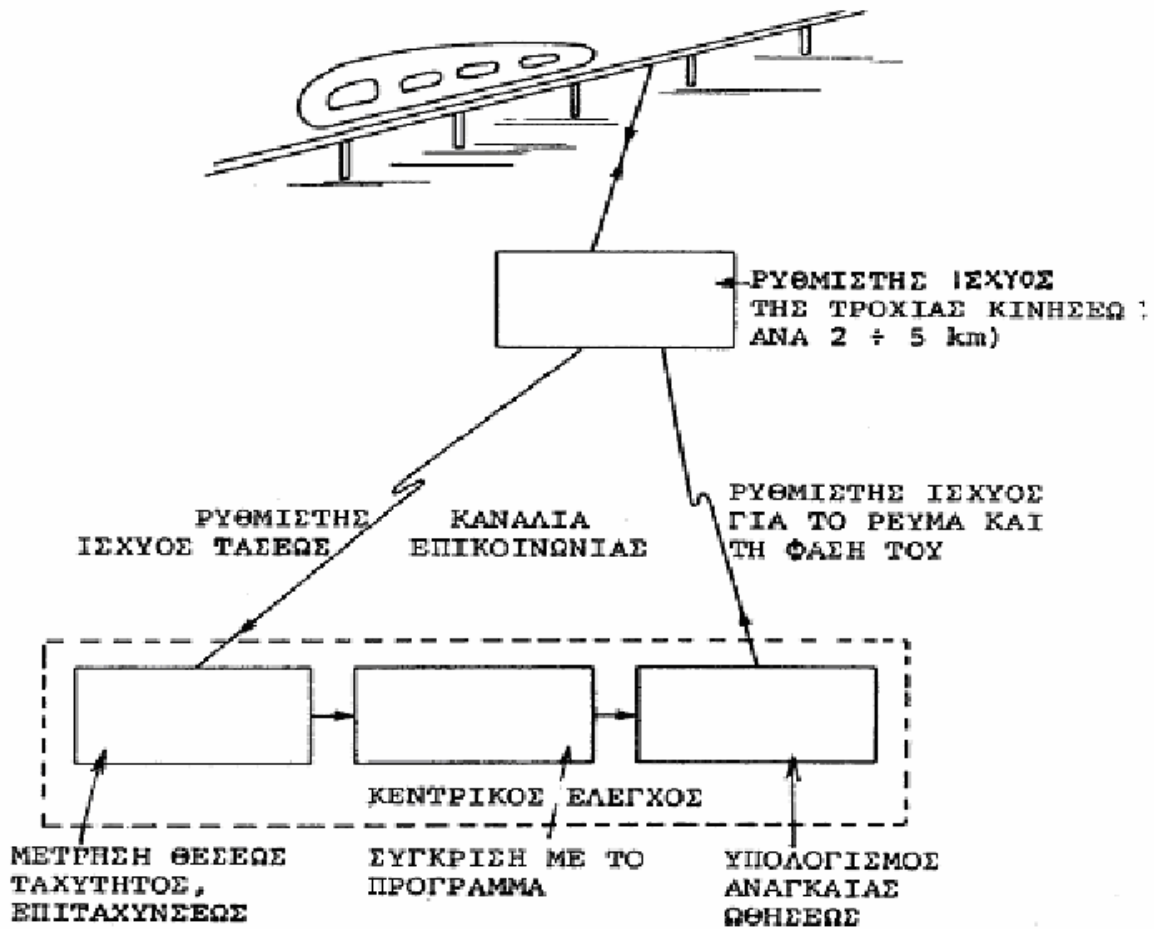 ΡΥΘΜΙΣΤΗΣ ΙΣΧΥΟΣ
ΤΗΣ ΤΡΟΧΙΑΣ ΚΙΝΗΣΕΩ
ΑΝΑ 2 ÷ 5 km)
ΡΥΘΜΙΣΤΗΣ
ΙΣΧΥΟΣ ΤΑΣΕΩΣ
ΚΑΝΑΛΙΑ
ΕΠΙΚΟΙΝΩΝΙΑΣ
ΡΥΘΜΙΣΤΗΣ ΙΣΧΥΟΣ
ΓΙΑ ΤΟ ΡΕΥΜΑ ΚΑΙ
ΤΗ ΦΑΣΗ ΤΟΥ
ΚΕΝΤΡΙΚΟΣ ΕΛΕΓΧΟΣ
ΜΕΤΡΗΣΗ ΘΕΣΕΩΣ
ΤΑΧΥΤΗΤΟΣ,
ΕΠΙΤΑΧΥΝΣΕΩΣ
ΣΥΓΚΡΙΣΗ ΜΕ ΤΟ
ΠΡΟΓΡΑΜΜΑ
ΥΠΟΛΟΓΙΣΜΟΣ
ΑΝΑΓΚΑΙΑΣ
ΩΘΗΣΕΩΣ